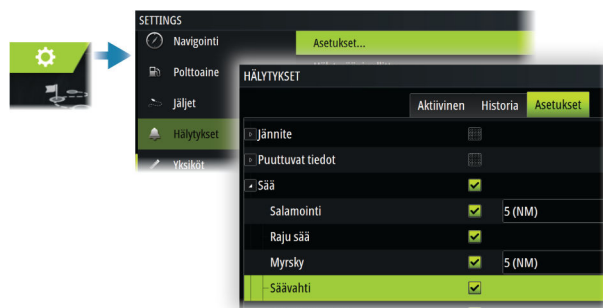 SETTINGS
Navigointi
Asetukset...
Polttoaine
Jäljet
Hälytykset
Yksiköt
HÄLYTYKSET
Aktiivinen Historia Asetukset
Jännite
Puuttuvat tiedot
Sää
Salamointi 5 (NM)
Raju sää
Myrsky 5 (NM)
Säävahti